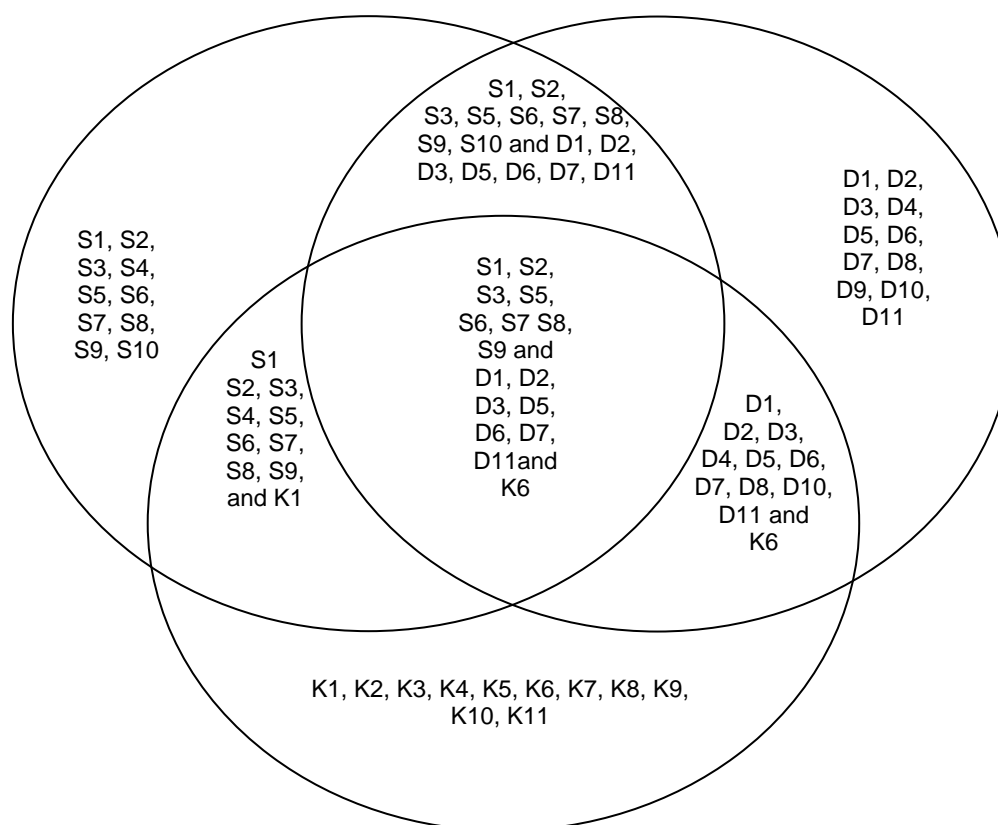 S1, S2,
S3, S5, S6, S7, S8,
S9, S10 and D1, D2,
D3, D5, D6, D7, D11
S1, S2,
S3, S4,
S5, S6,
S7, S8,
S9, S10
D1, D2,
D3, D4,
D5, D6,
D7, D8,
D9, D10,
D11
S1, S2,
S3, S5,
S6, S7 S8,
S9 and
D1, D2,
D3, D5,
D6, D7,
D11and
K6
S1
S2, S3,
S4, S5,
S6, S7,
S8, S9,
and K1
D1,
D2, D3,
D4, D5, D6,
D7, D8, D10,
D11 and
K6
K1, K2, K3, K4, K5, K6, K7, K8, K9,
K10, K11